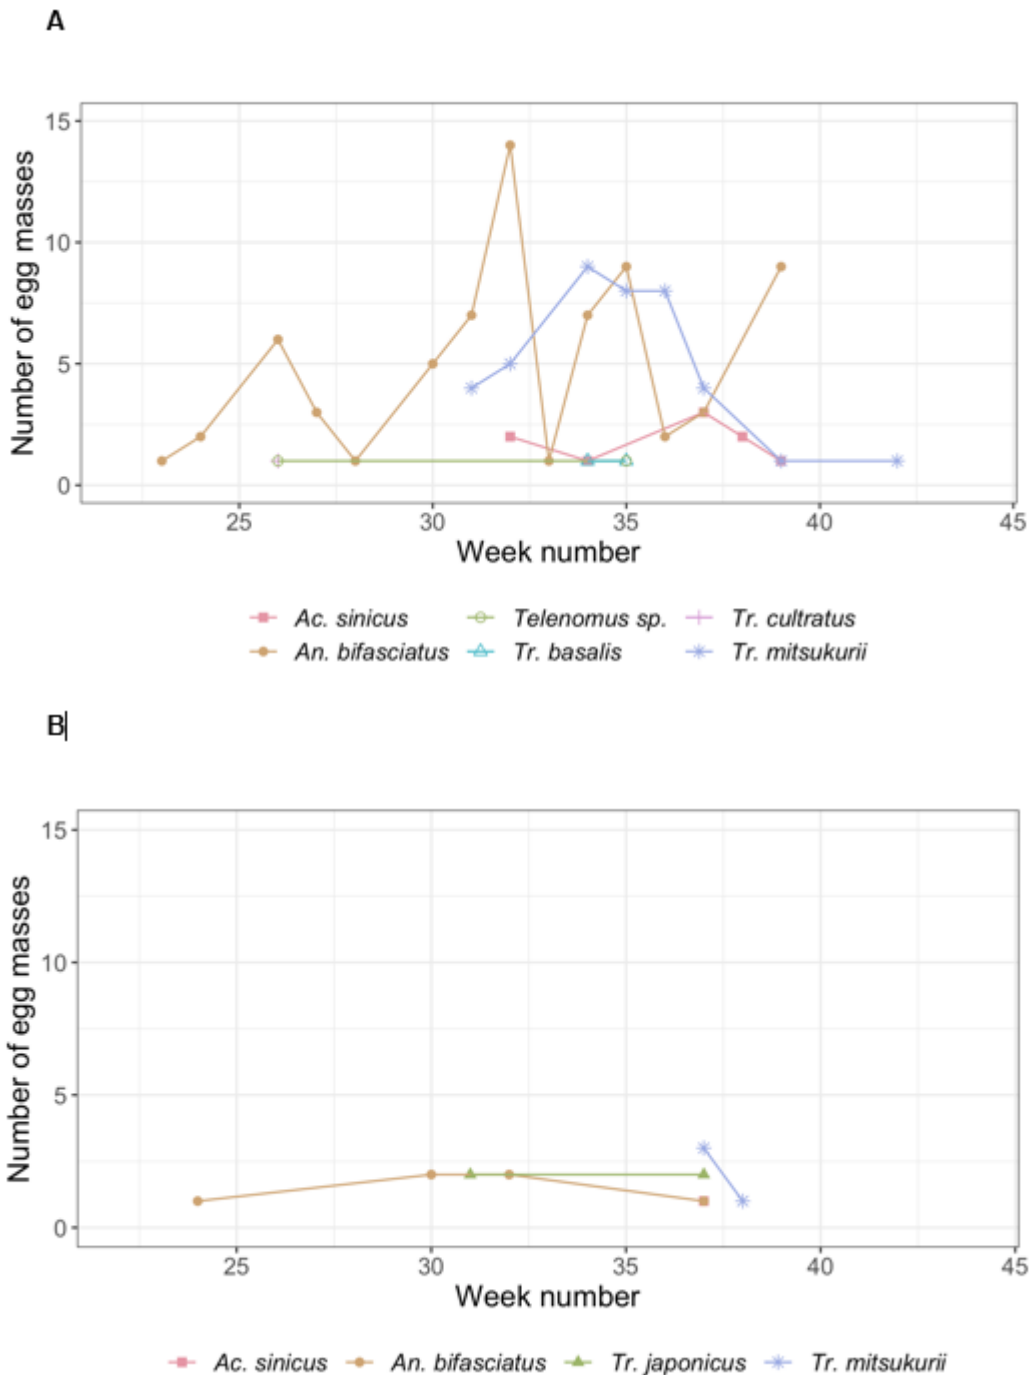 A
15
10
5
0
Number of egg masses
25 30 35 40 45
Week number
Ac. sinicus Telenomus sp. Tr. cultratus
An. bifasciatus Tr. basalis Tr. mitsukurii
B
15
10
5
0
Number of egg masses
25 30 35 40 45
Week number
Ac. sinicus An. bifasciatus Tr. japonicus Tr. mitsukurii